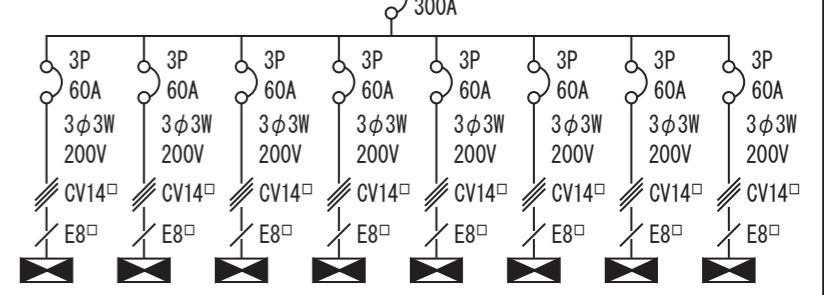 300A
3P 3P 3P 3P 3P 3P 3P 3P
60A 60A 60A 60A 60A 60A 60A 60A
3φ3W 3φ3W 3φ3W 3φ3W 3φ3W 3φ3W 3φ3W 3φ3W
200V 200V 200V 200V 200V 200V 200V 200V
CV14□ CV14□ CV14□ CV14□ CV14□ CV14□ CV14□ CV14□
E8□ E8□ E8□ E8□ E8□ E8□ E8□ E8□